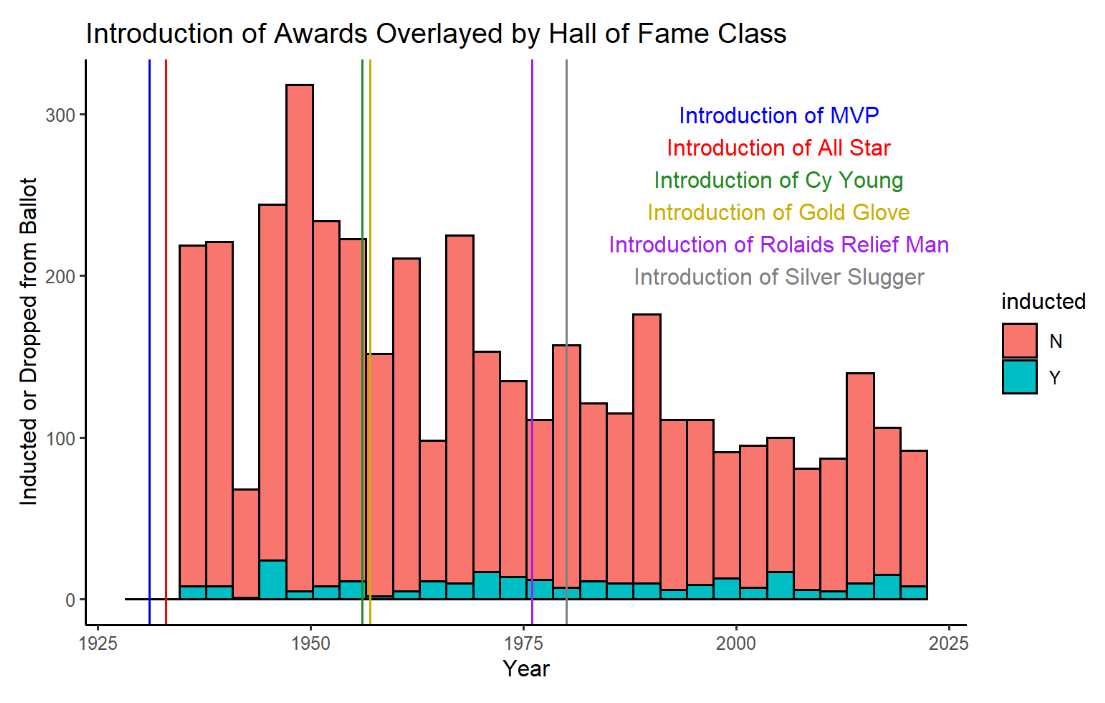 Introduction of Awards Overlayed by Hall of Fame Class
Inducted or Dropped from Ballot
300
200
100
0
Introduction of MVP
Introduction of All Star
Introduction of Cy Young
Introduction of Gold Glove
Introduction of Rolaids Relief Man
Introduction of Silver Slugger
inducted
N
Y
1925 1950 1975 2000 2025
Year